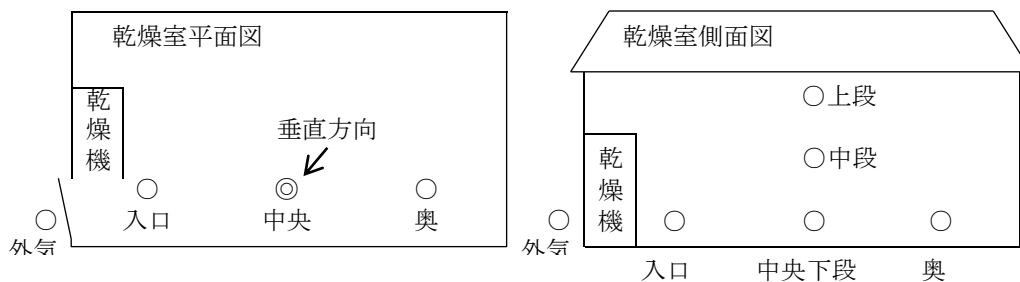 乾燥室平面図
乾燥機
垂直方向
入口
中央
奥
外気
乾燥室側面図
上段
中段
乾燥機
外気
入口
中央下段
奥